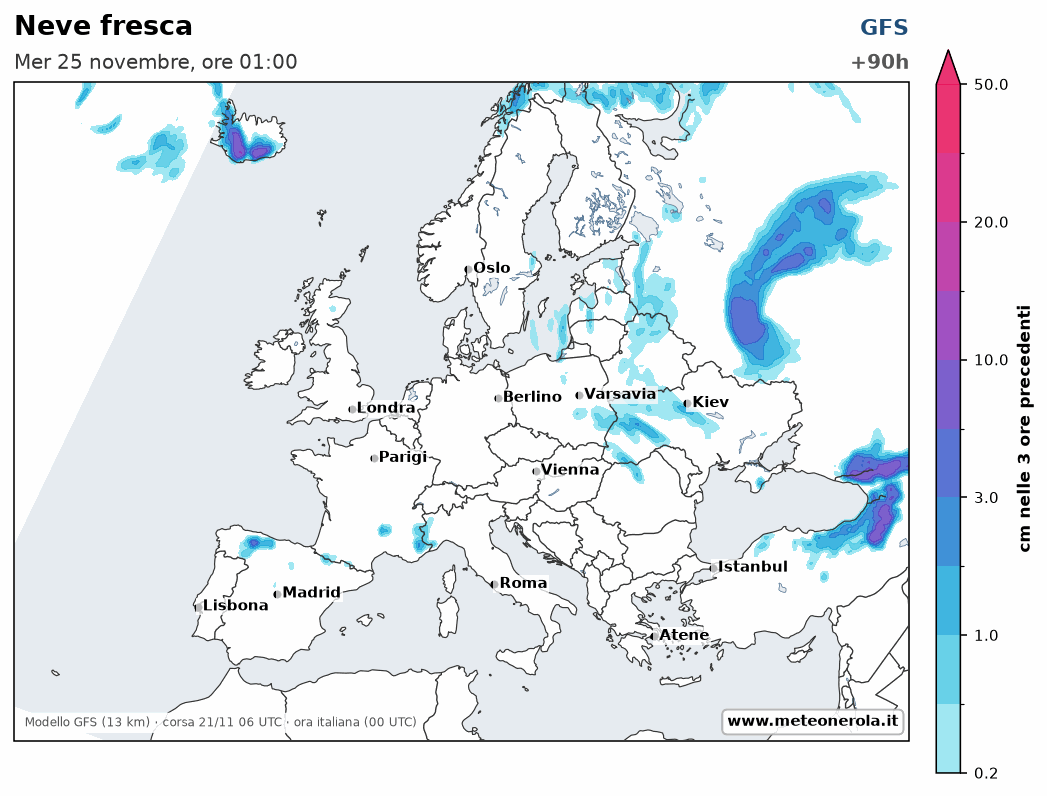 Neve fresca
GFS
Mer 25 novembre, ore 01:00
+90h
50.0
20.0
10.0
3.0
1.0
0.2
cm nelle 3 ore precedenti
Oslo
Berlino
Varsavia
Kiev
Londra
Parigi
Vienna
Istanbul
Roma
Madrid
Lisbona
Atene
Modello GFS (13 km) · corsa 21/11 06 UTC · ora italiana (00 UTC)
www.meteonerola.it